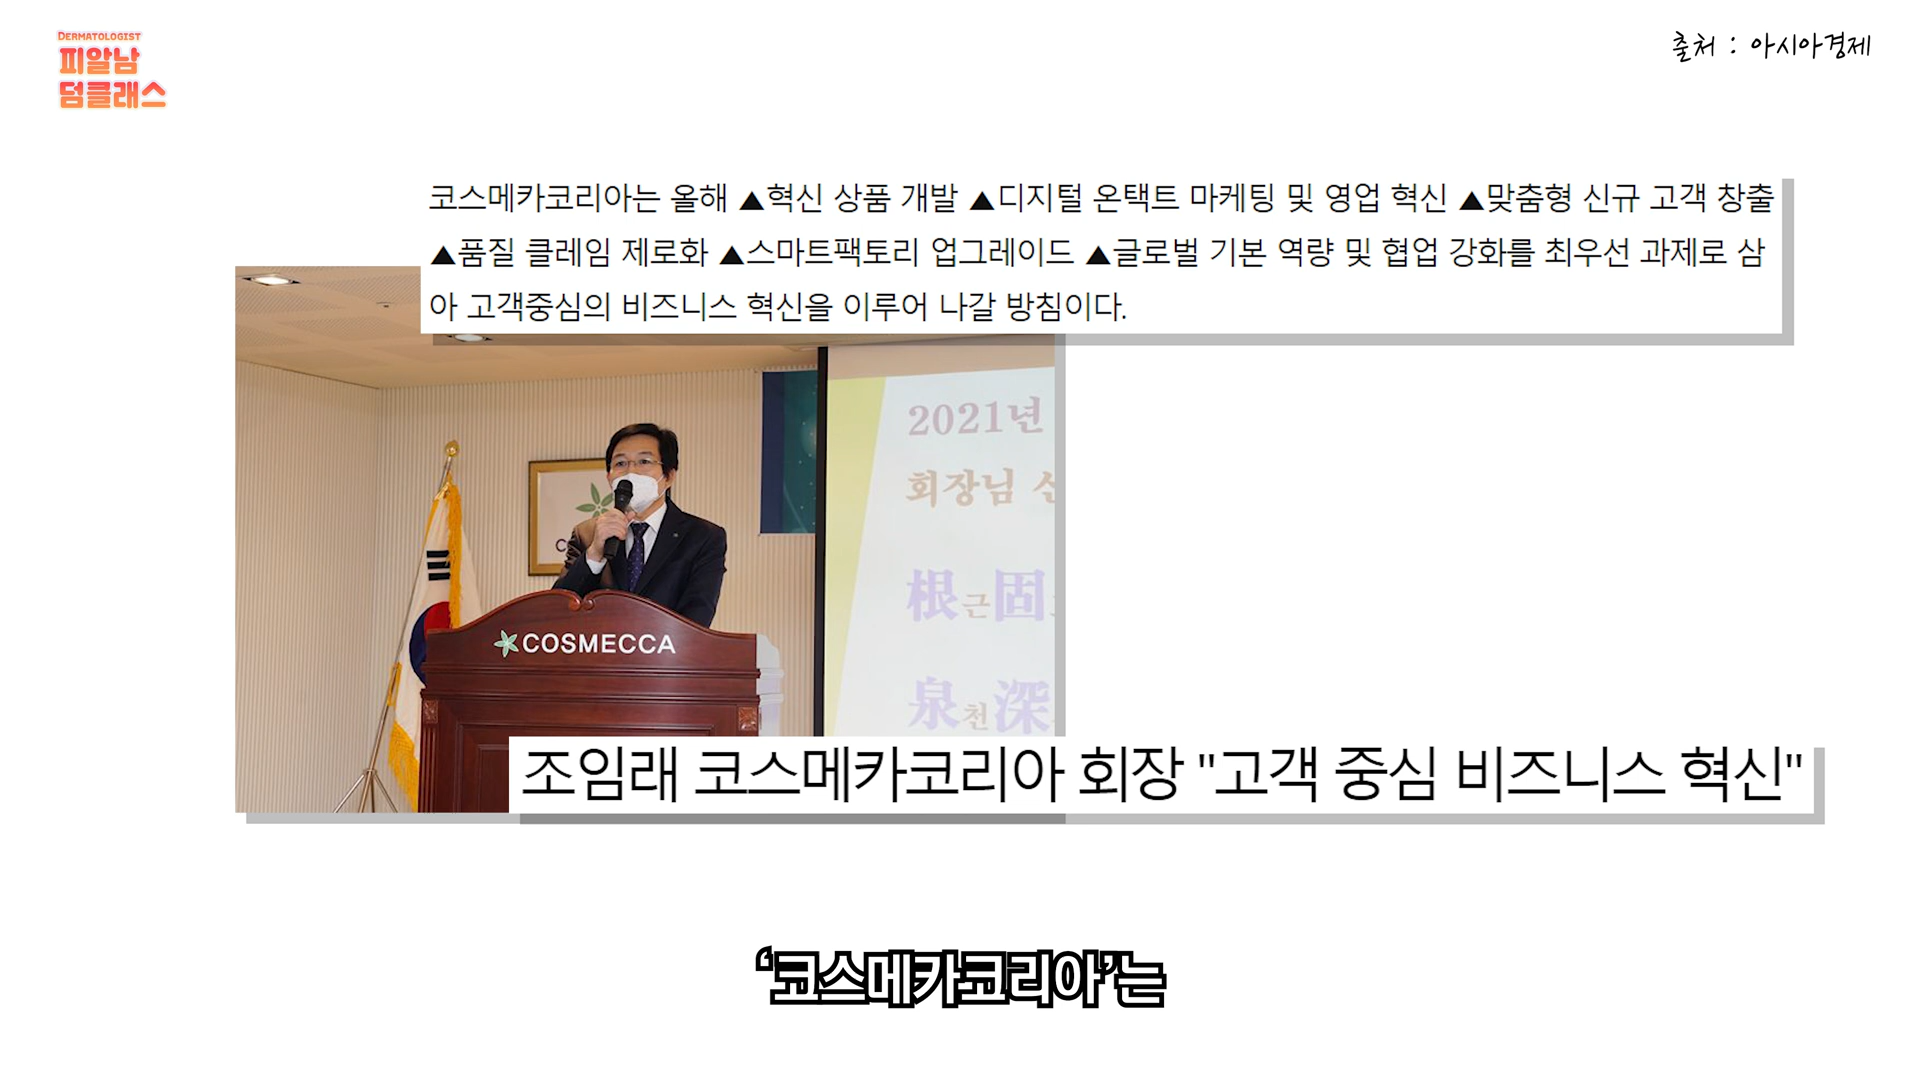 DERMATOLOGIST
피알남
덤클래스
출처 : 아시아경제
코스메카코리아는 올해 ▲혁신 상품 개발 ▲디지털 온택트 마케팅 및 영업 혁신 ▲맞춤형 신규 고객 창출
▲품질 클레임 제로화 ▲스마트팩토리 업그레이드 ▲글로벌 기본 역량 및 협업 강화를 최우선 과제로 삼
아 고객중심의 비즈니스 혁신을 이루어 나갈 방침이다.
2021년
회장님
根근固
泉천深
COSMECCA
조임래 코스메카코리아 회장 "고객 중심 비즈니스 혁신"
‘코스메카코리아’는